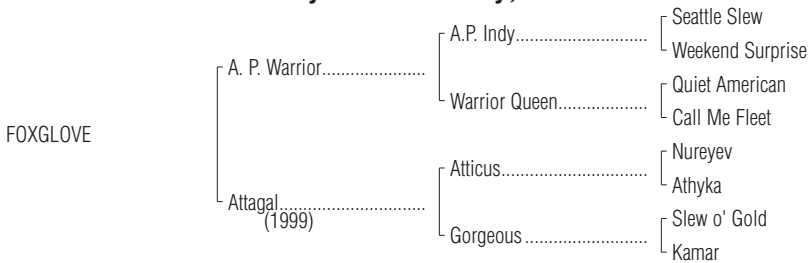 Seattle Slew
A.P. Indy
Weekend Surprise
A. P. Warrior
Quiet American
Warrior Queen
Call Me Fleet
FOXGLOVE
Nureyev
Atticus
Athyka
Attagal
(1999)
Slew o' Gold
Gorgeous
Kamar